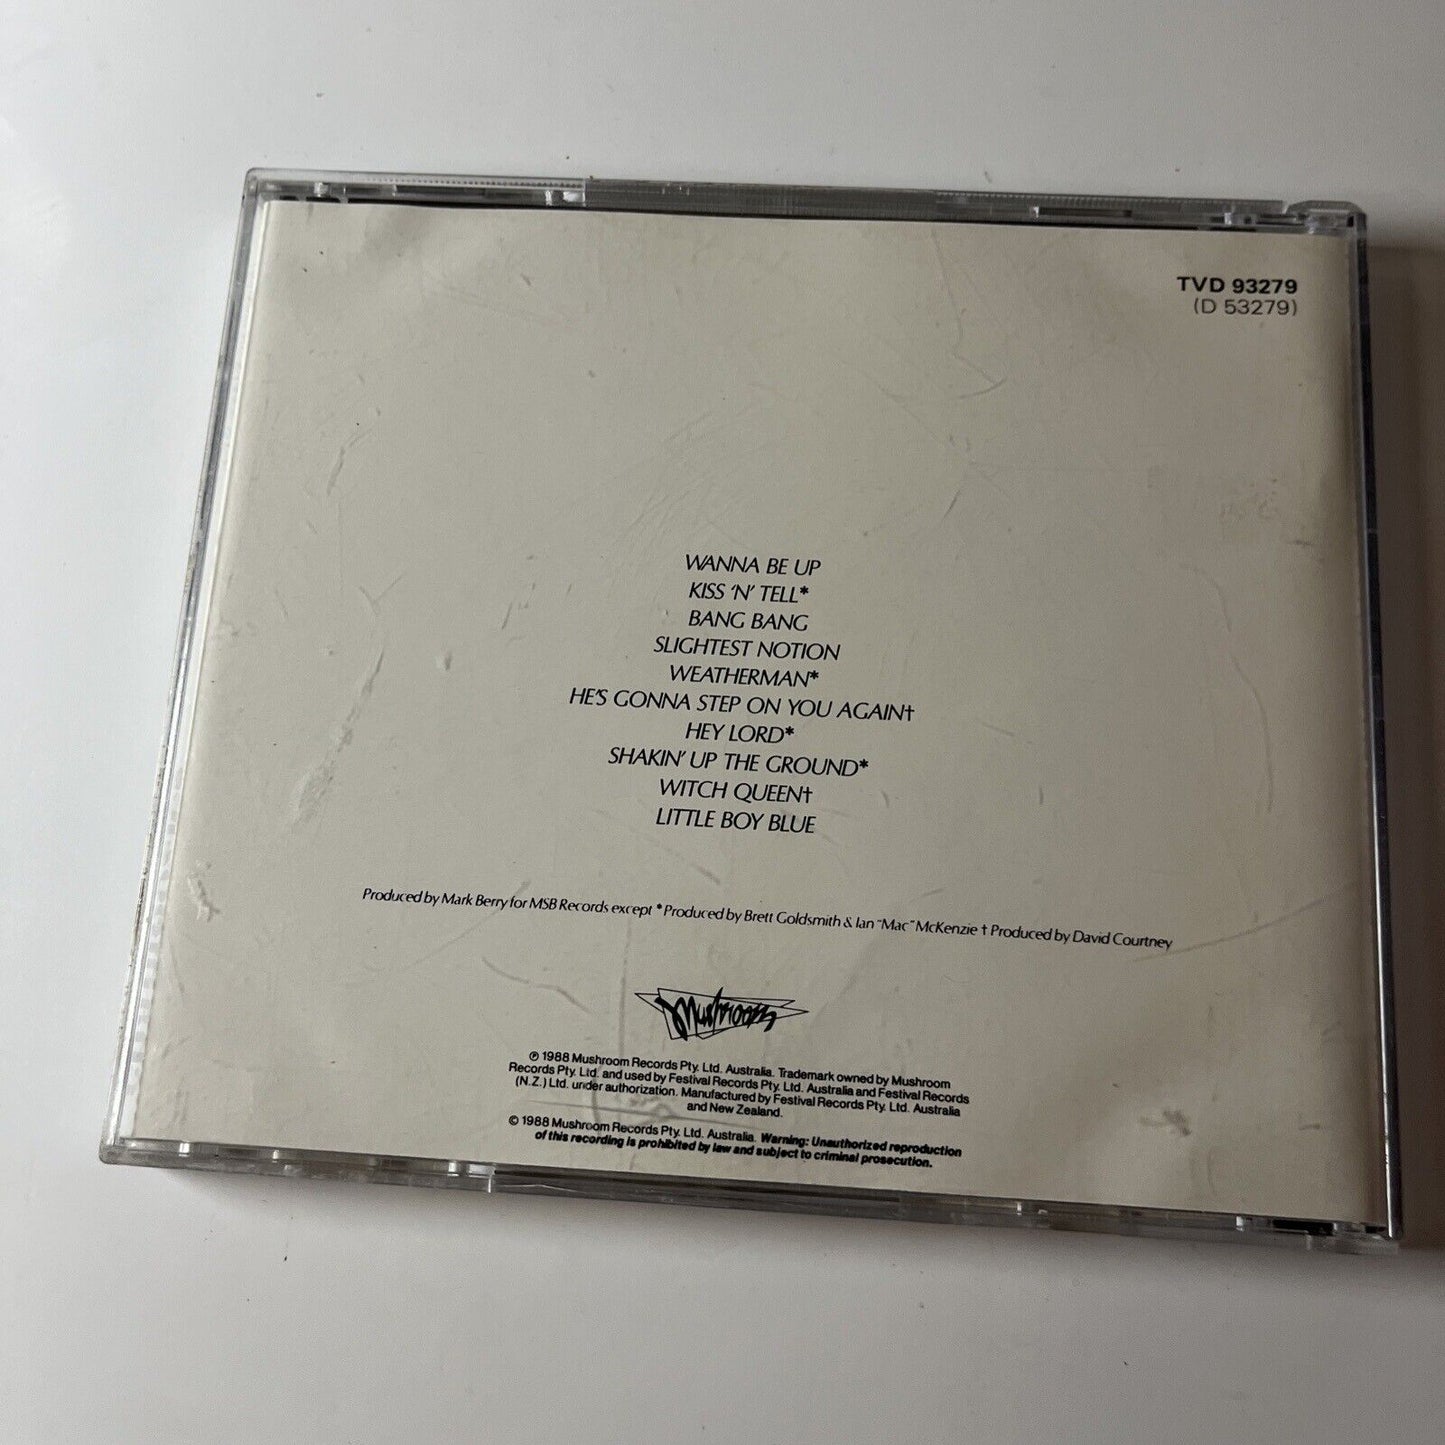 TVD 93279
(D 53279)
WANNA BE UP
KISS 'N' TELL*
BANG BANG
SLIGHTEST NOTION
WEATHERMAN*
HE'S GONNA STEP ON YOU AGAIN†
HEY LORD*
SHAKIN' UP THE GROUND*
WITCH QUEEN†
LITTLE BOY BLUE
Produced by Mark Berry for MSB Records except * Produced by Brett Goldsmith & Ian "Mac" McKenzie † Produced by David Courtney
Mushroom
℗ 1988 Mushroom Records Pty. Ltd. Australia. Trademark owned by Mushroom
Records Pty. Ltd. and used by Festival Records Pty. Ltd. Australia and Festival Records
(N.Z.) Ltd. under authorization. Manufactured by Festival Records Pty. Ltd. Australia
and New Zealand.
© 1988 Mushroom Records Pty. Ltd. Australia. Warning: Unauthorized reproduction
of this recording is prohibited by law and subject to criminal prosecution.